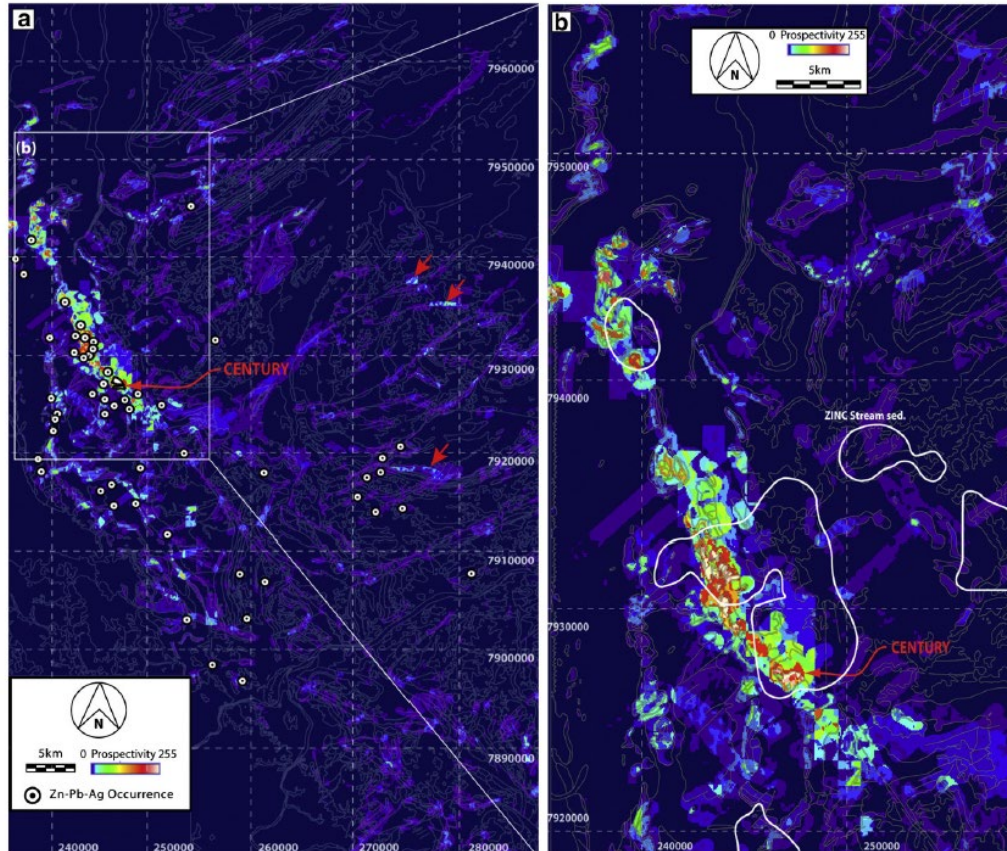 a
7960000
7950000
(b)
7940000
7930000
CENTURY
7920000
7910000
7900000
7890000
N
5km 0 Prospectivity 255
Zn-Pb-Ag Occurrence
240000 250000 260000 270000 280000
b
N
0 Prospectivity 255
5km
7950000
7940000
ZINC Stream sed.
7930000
CENTURY
7920000
240000 250000